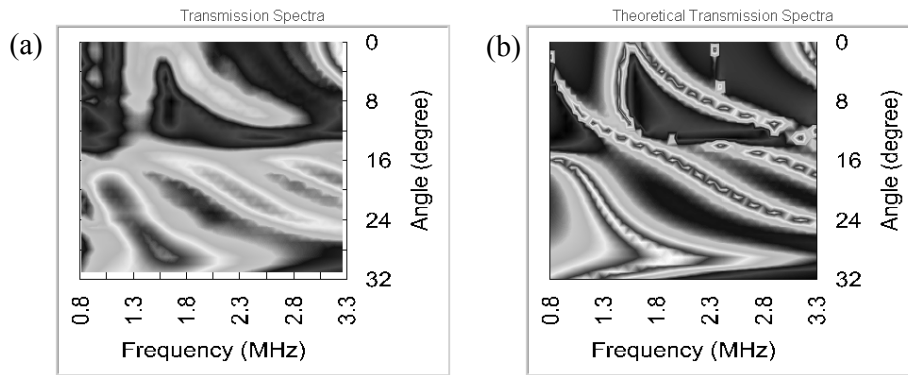 (a)
Transmission Spectra
0
8
16
24
32
Angle (degree)
0.8
1.3
1.8
2.3
2.8
3.3
Frequency (MHz)
(b)
Theoretical Transmission Spectra
0
8
16
24
32
Angle (degree)
0.8
1.3
1.8
2.3
2.8
3.3
Frequency (MHz)